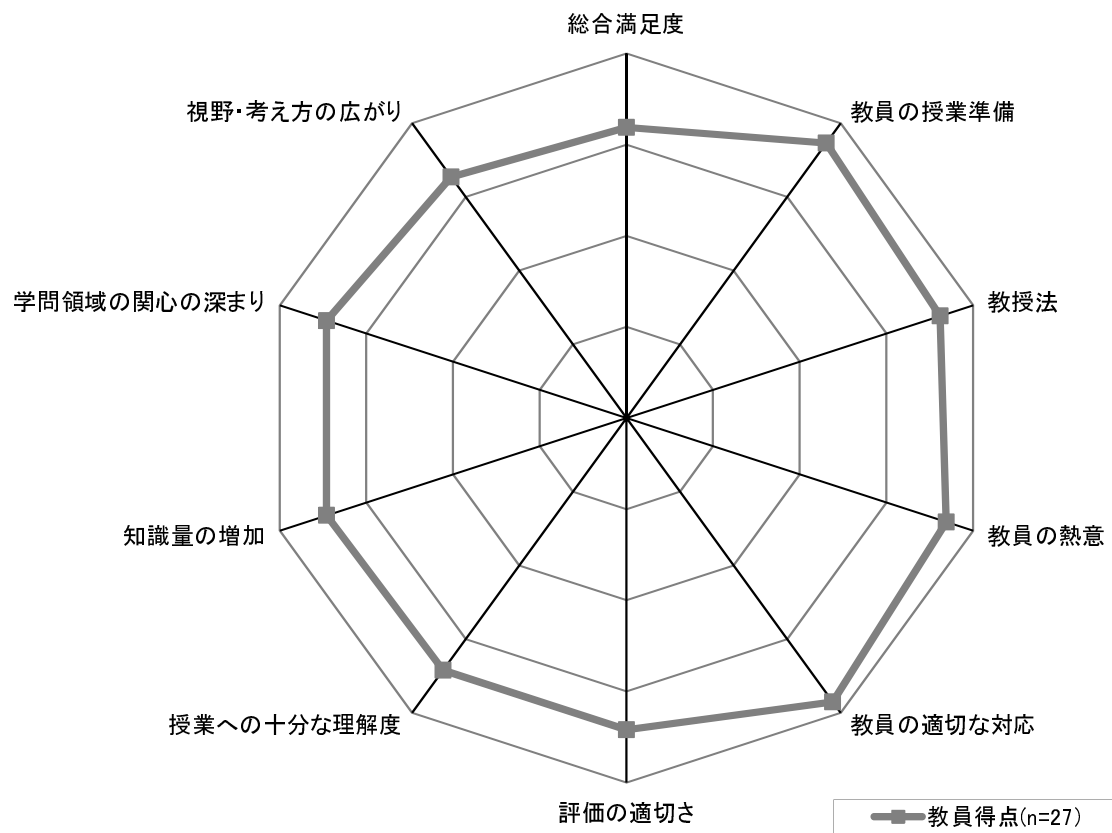 総合満足度
視野・考え方の広がり
教員の授業準備
学問領域の関心の深まり
教授法
知識量の増加
教員の熱意
授業への十分な理解度
教員の適切な対応
評価の適切さ
教員得点(n=27)